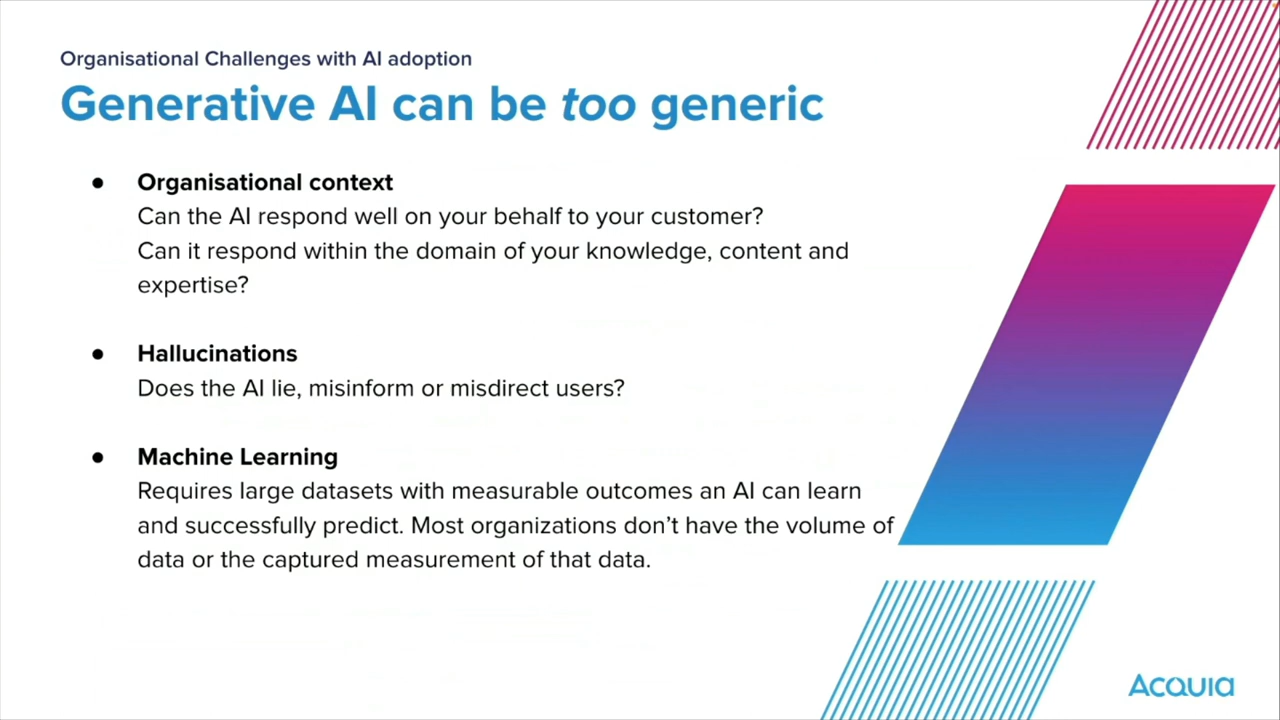 Organisational Challenges with AI adoption
Generative AI can be too generic
● Organisational context
Can the AI respond well on your behalf to your customer?
Can it respond within the domain of your knowledge, content and
expertise?
● Hallucinations
Does the AI lie, misinform or misdirect users?
● Machine Learning
Requires large datasets with measurable outcomes an AI can learn
and successfully predict. Most organizations don’t have the volume of
data or the captured measurement of that data.
ACQUIA